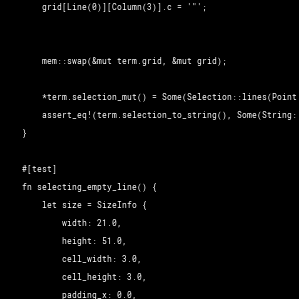 grid[Line(0)][Column(3)].c = '"';
mem::swap(&mut term.grid, &mut grid);
*term.selection_mut() = Some(Selection::lines(Point
assert_eq!(term.selection_to_string(), Some(String:
}
#[test]
fn selecting_empty_line() {
let size = SizeInfo {
width: 21.0,
height: 51.0,
cell_width: 3.0,
cell_height: 3.0,
padding_x: 0.0,